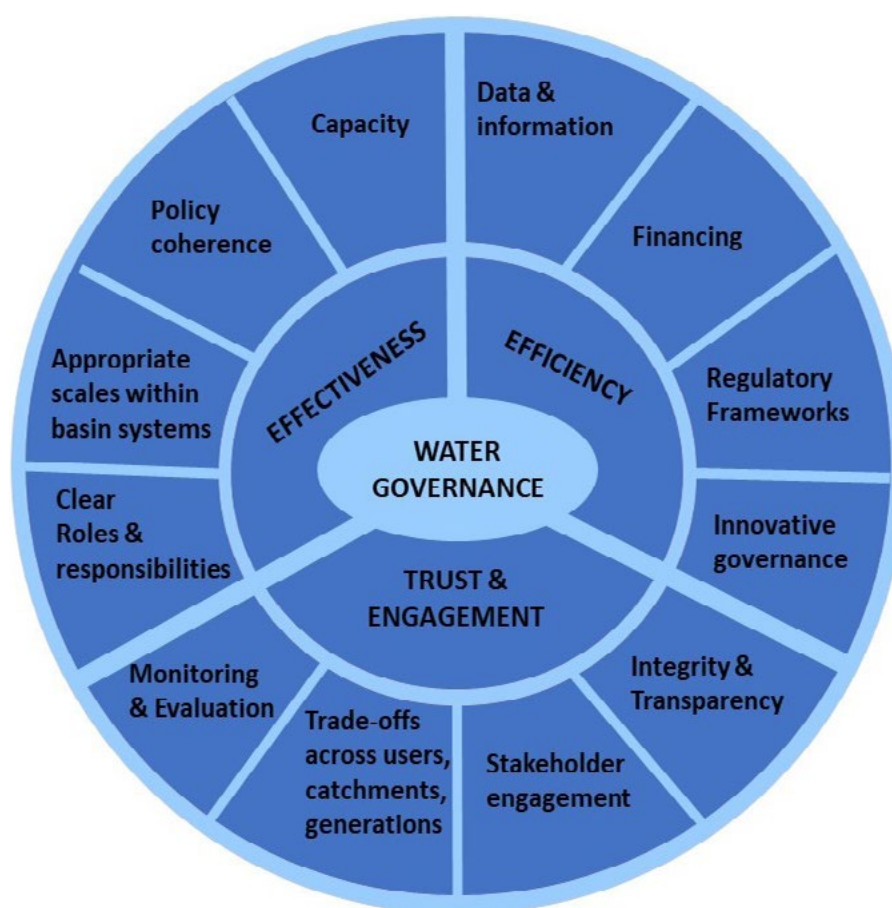 Capacity
Data &
information
Policy
coherence
Financing
Appropriate
scales within
basin systems
EFFECTIVENESS
EFFICIENCY
Regulatory
Frameworks
WATER
GOVERNANCE
Clear
Roles &
responsibilities
Innovative
governance
TRUST &
ENGAGEMENT
Monitoring
& Evaluation
Integrity &
Transparency
Trade-offs
across users,
catchments,
generations
Stakeholder
engagement